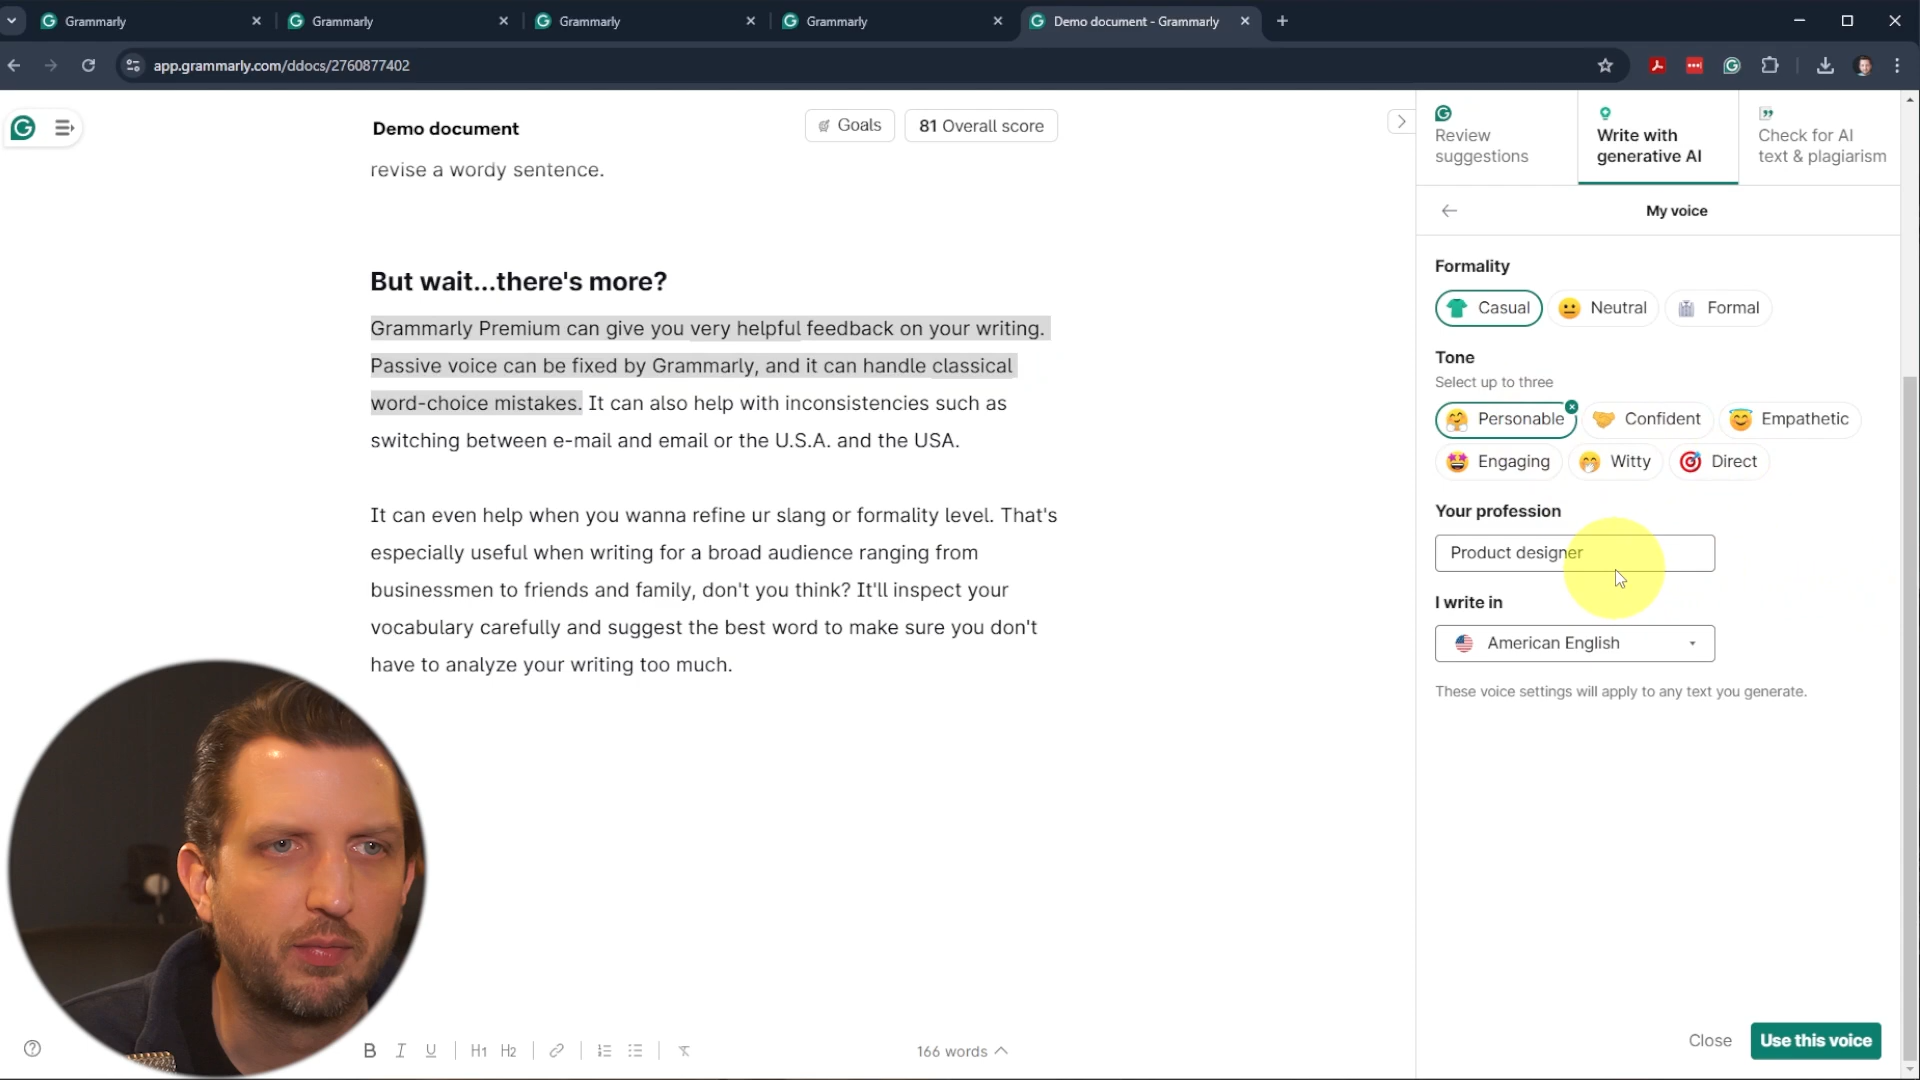 Grammarly
Grammarly
Grammarly
Grammarly
Demo document - Grammarly
app.grammarly.com/ddocs/2760877402
Demo document
Goals
81 Overall score
revise a wordy sentence.
But wait...there's more?
Grammarly Premium can give you very helpful feedback on your writing.
Passive voice can be fixed by Grammarly, and it can handle classical
word-choice mistakes. It can also help with inconsistencies such as
switching between e-mail and email or the U.S.A. and the USA.
It can even help when you wanna refine ur slang or formality level. That's
especially useful when writing for a broad audience ranging from
businessmen to friends and family, don't you think? It'll inspect your
vocabulary carefully and suggest the best word to make sure you don't
have to analyze your writing too much.
B I U H1 H2
166 words
Review
suggestions
Write with
generative AI
Check for AI
text & plagiarism
My voice
Formality
Casual
Neutral
Formal
Tone
Select up to three
Personable
Confident
Empathetic
Engaging
Witty
Direct
Your profession
Product designer
I write in
American English
These voice settings will apply to any text you generate.
Close
Use this voice